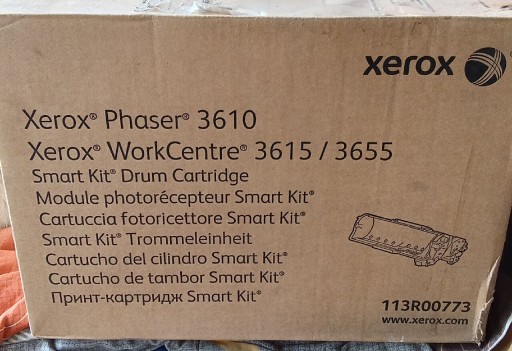 xerox
Xerox® Phaser® 3610
Xerox® WorkCentre® 3615 / 3655
Smart Kit® Drum Cartridge
Module photorécepteur Smart Kit®
Cartuccia fotoricettore Smart Kit®
Smart Kit® Trommeleinheit
Cartucho del cilindro Smart Kit®
Cartucho de tambor Smart Kit®
Принт-картридж Smart Kit®
113R00773
www.xerox.com